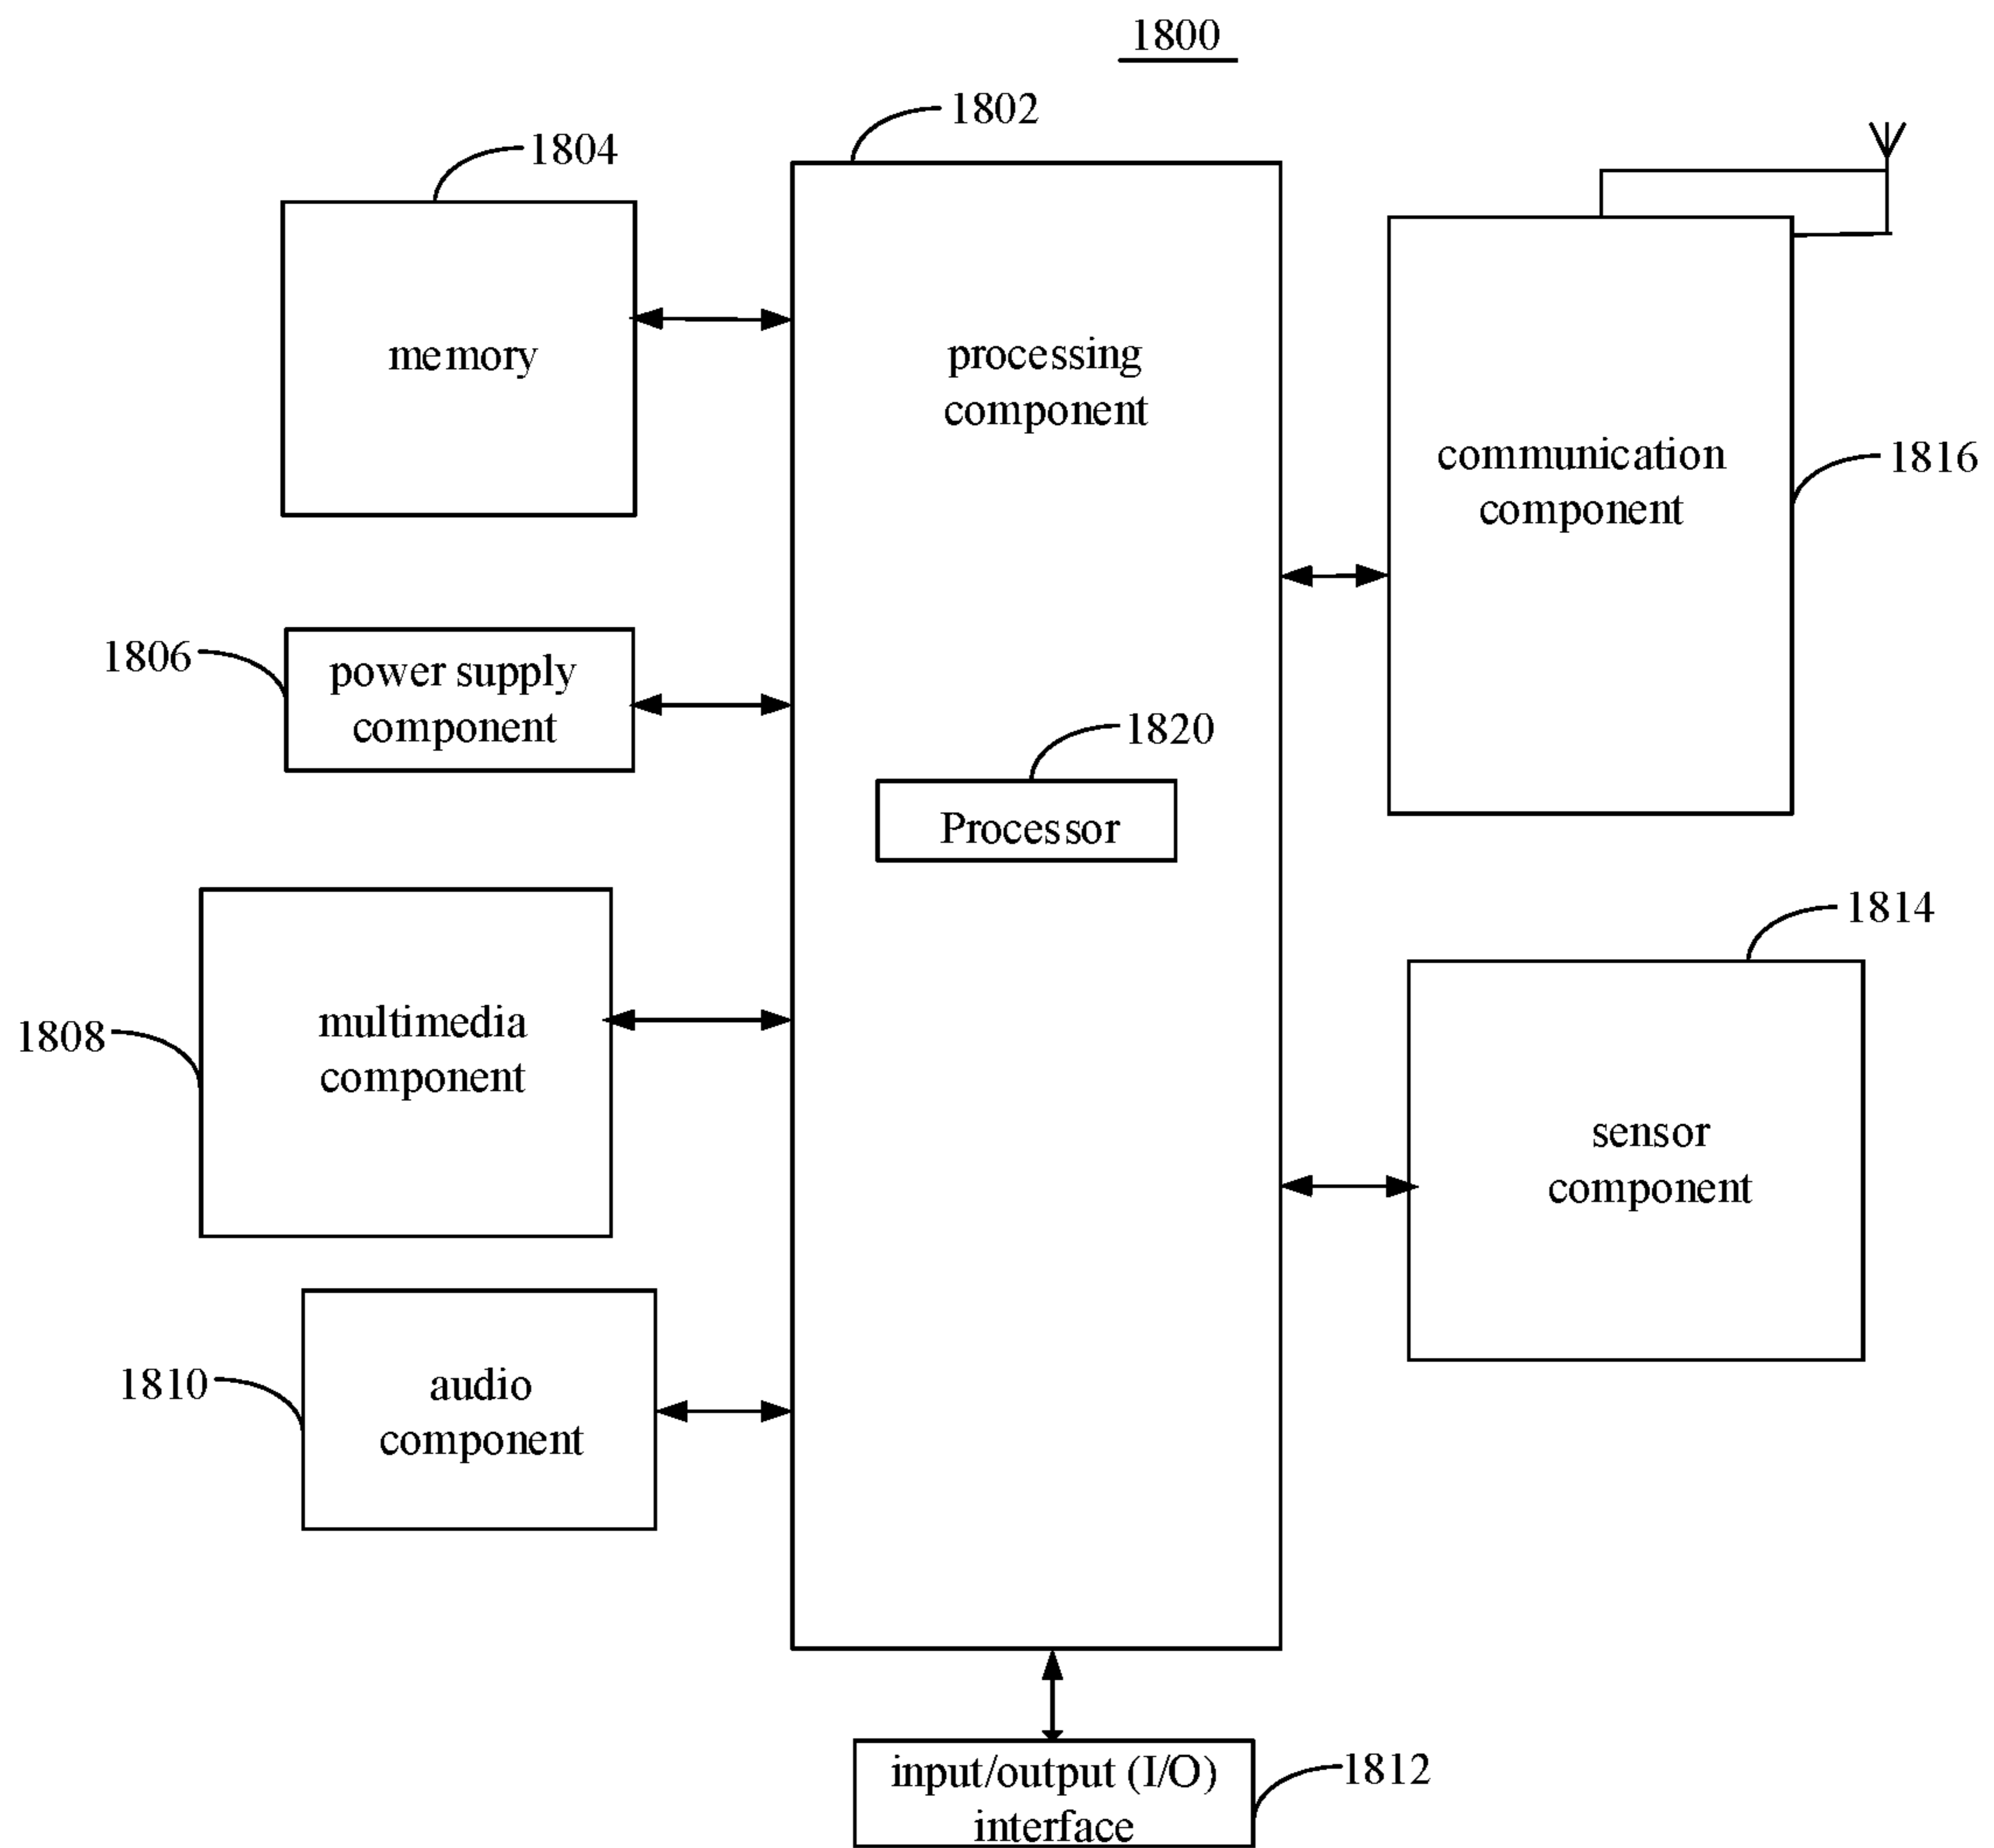 1800
1802
1804
memory
processing
component
communication
component
1816
1806
power supply
component
1820
Processor
1814
1808
multimedia
component
sensor
component
1810
audio
component
input/output (I/O)
interface
1812